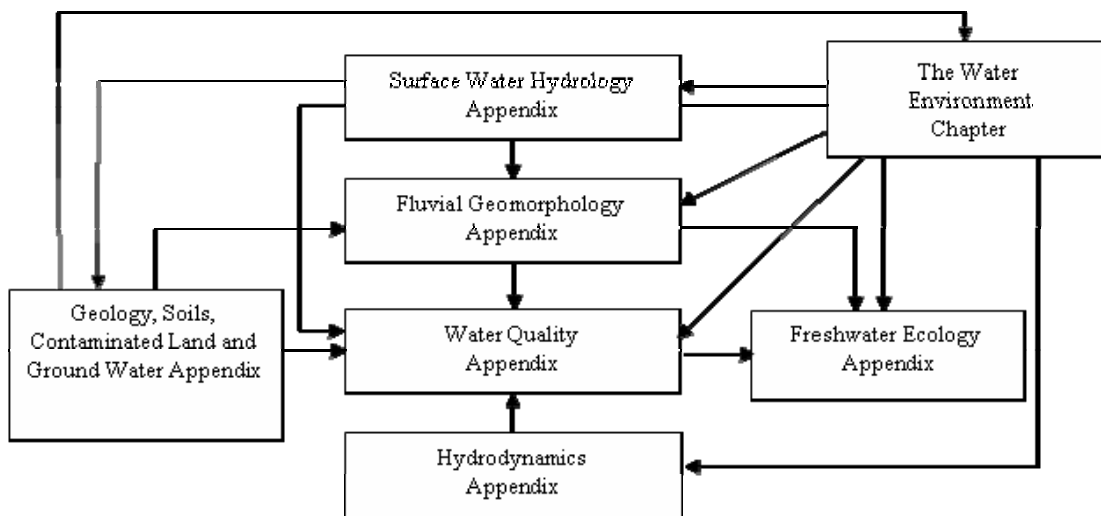 Surface Water Hydrology
Appendix
The Water
Environment
Chapter
Fluvial Geomorphology
Appendix
Geology, Soils,
Contaminated Land and
Ground Water Appendix
Water Quality
Appendix
Freshwater Ecology
Appendix
Hydrodynamics
Appendix